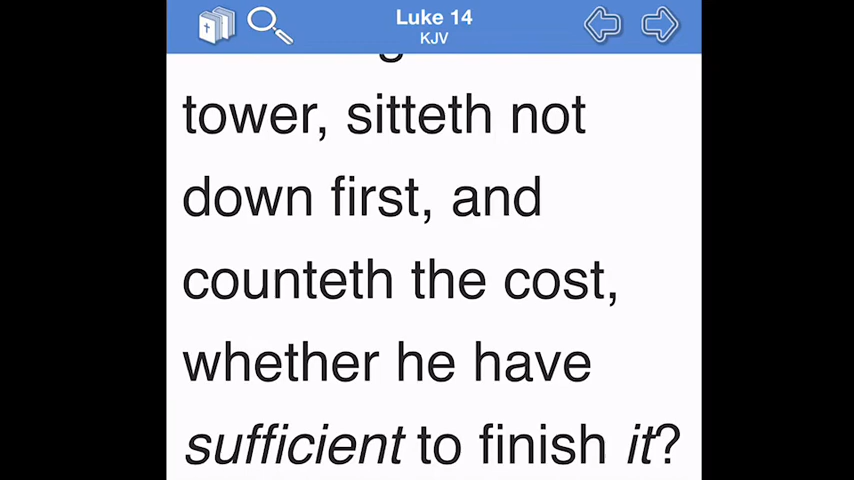 Luke 14
KJV
tower, sitteth not
down first, and
counteth the cost,
whether he have
sufficient to finish it?